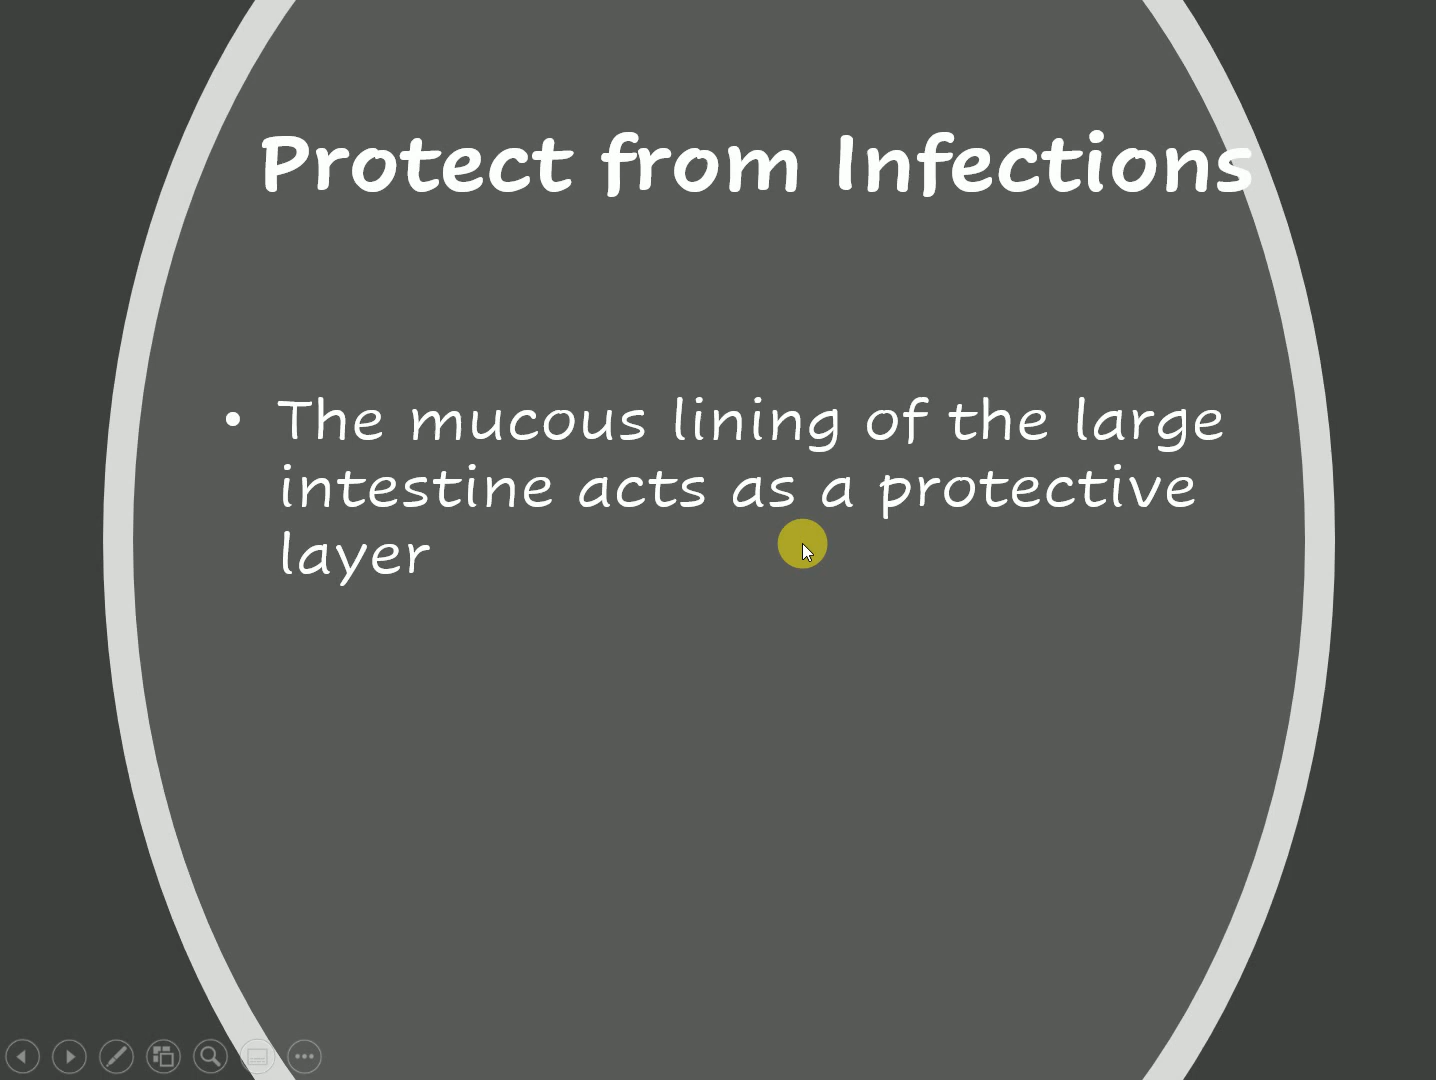 Protect from Infections
• The mucous lining of the large
intestine acts as a protective
layer